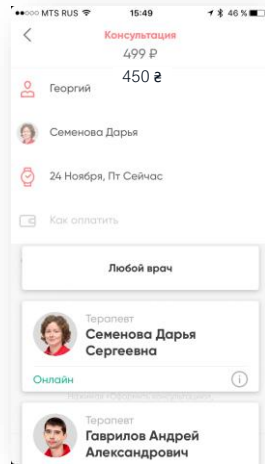 MTS RUS 15:49 46 %
Консультация
499 ₽
450 ₴
Георгий
Семенова Дарья
24 Ноября, Пт Сейчас
Как оплатить
Любой врач
Терапевт
Семенова Дарья
Сергеевна
Онлайн
Терапевт
Гаврилов Андрей
Александрович